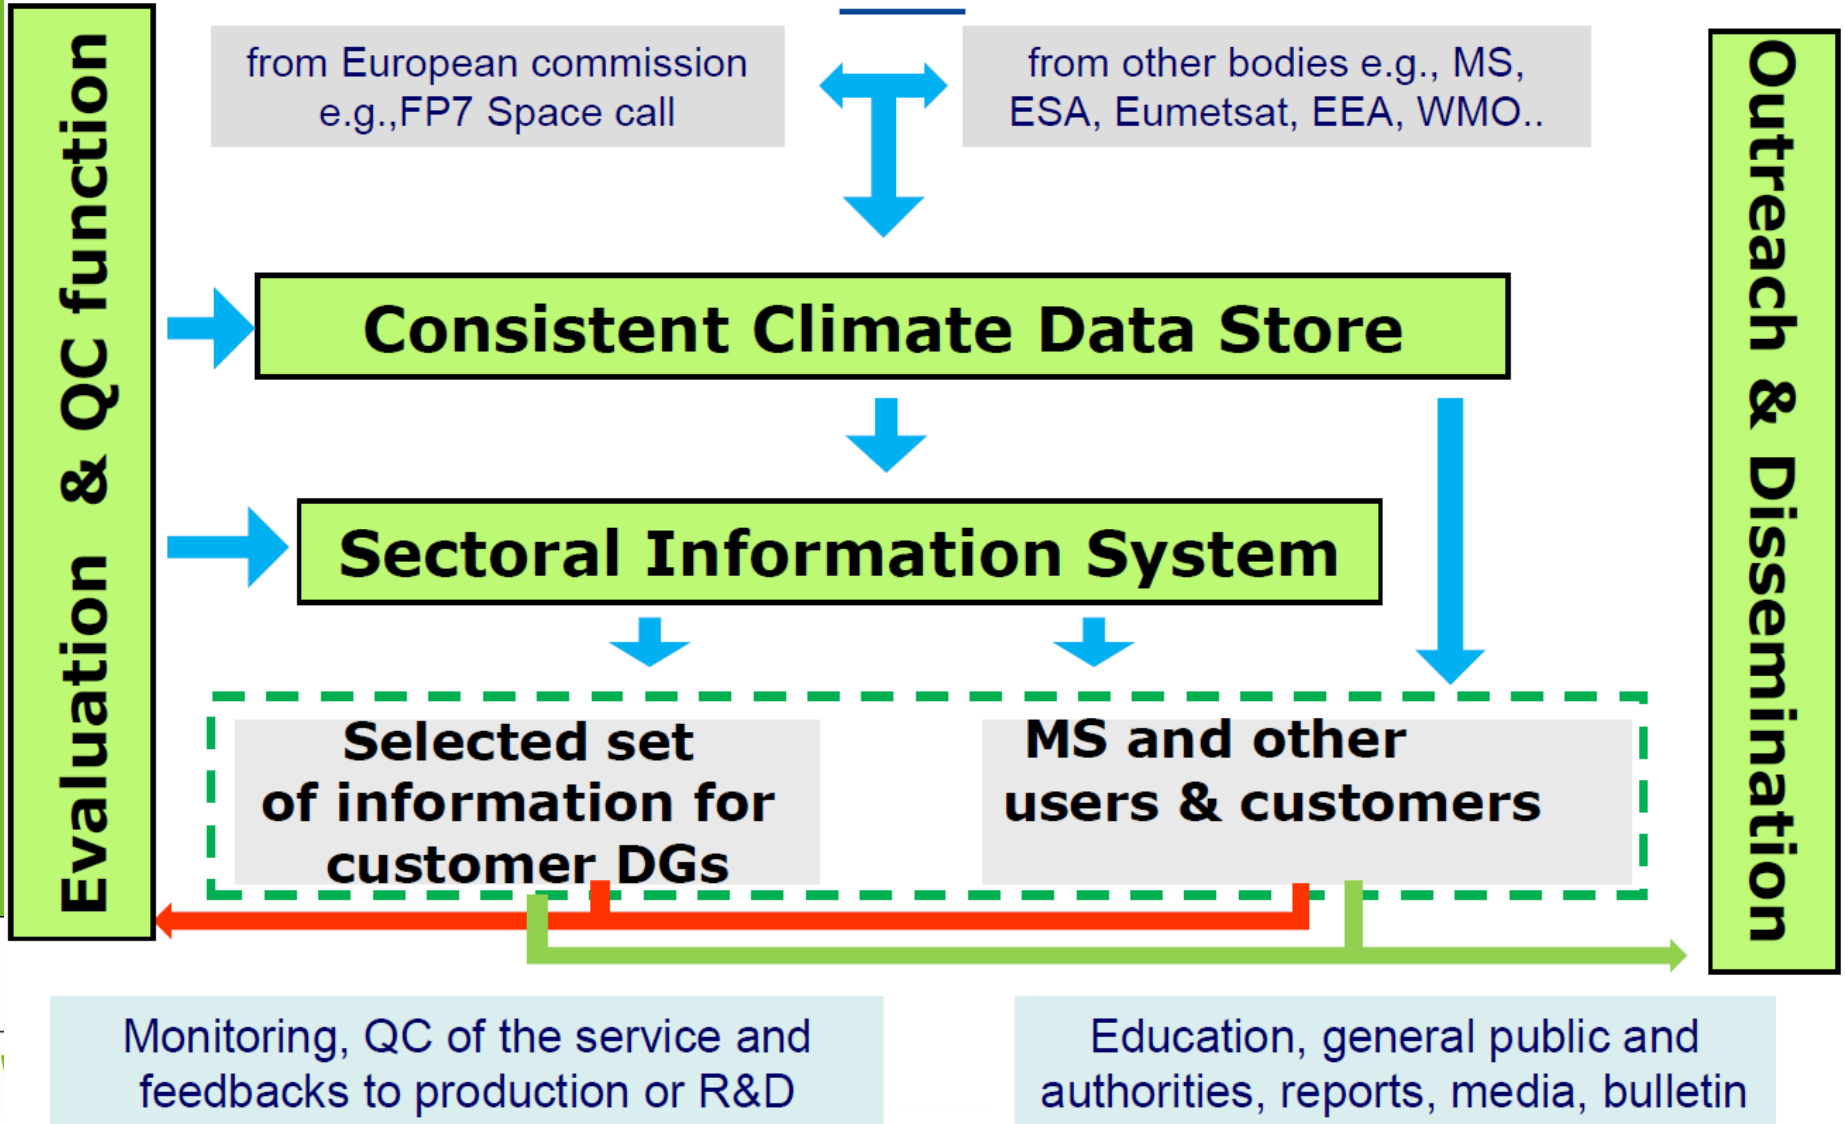 Evaluation & QC function
from European commission
e.g.,FP7 Space call
from other bodies e.g., MS,
ESA, Eumetsat, EEA, WMO..
Consistent Climate Data Store
Sectoral Information System
Selected set
of information for
customer DGs
MS and other
users & customers
Outreach & Dissemination
Monitoring, QC of the service and
feedbacks to production or R&D
Education, general public and
authorities, reports, media, bulletin